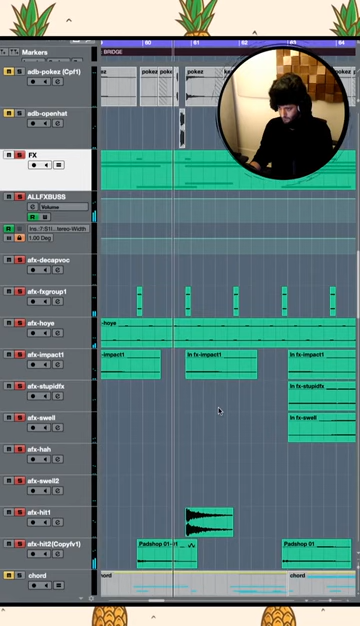 Markers
60
61
63
64
BRIDGE
adb-pokez (Cpf1)
pokez
pokez
adb-openhat
FX
ALLFXBUSS
Volume
1.00 Deg
afx-decapvoc
afx-fxgroup1
afx-hoye
-hoye
afx-impact1
-impact1
In fx-impact1
In fx-impact1
afx-stupidfx
In fx-stupidfx
afx-swell
In fx-swell
afx-hah
afx-swell2
afx-hit1
afx-hit2(Copyfv1)
Padshop 01
Padshop 01
chord
hord
chord